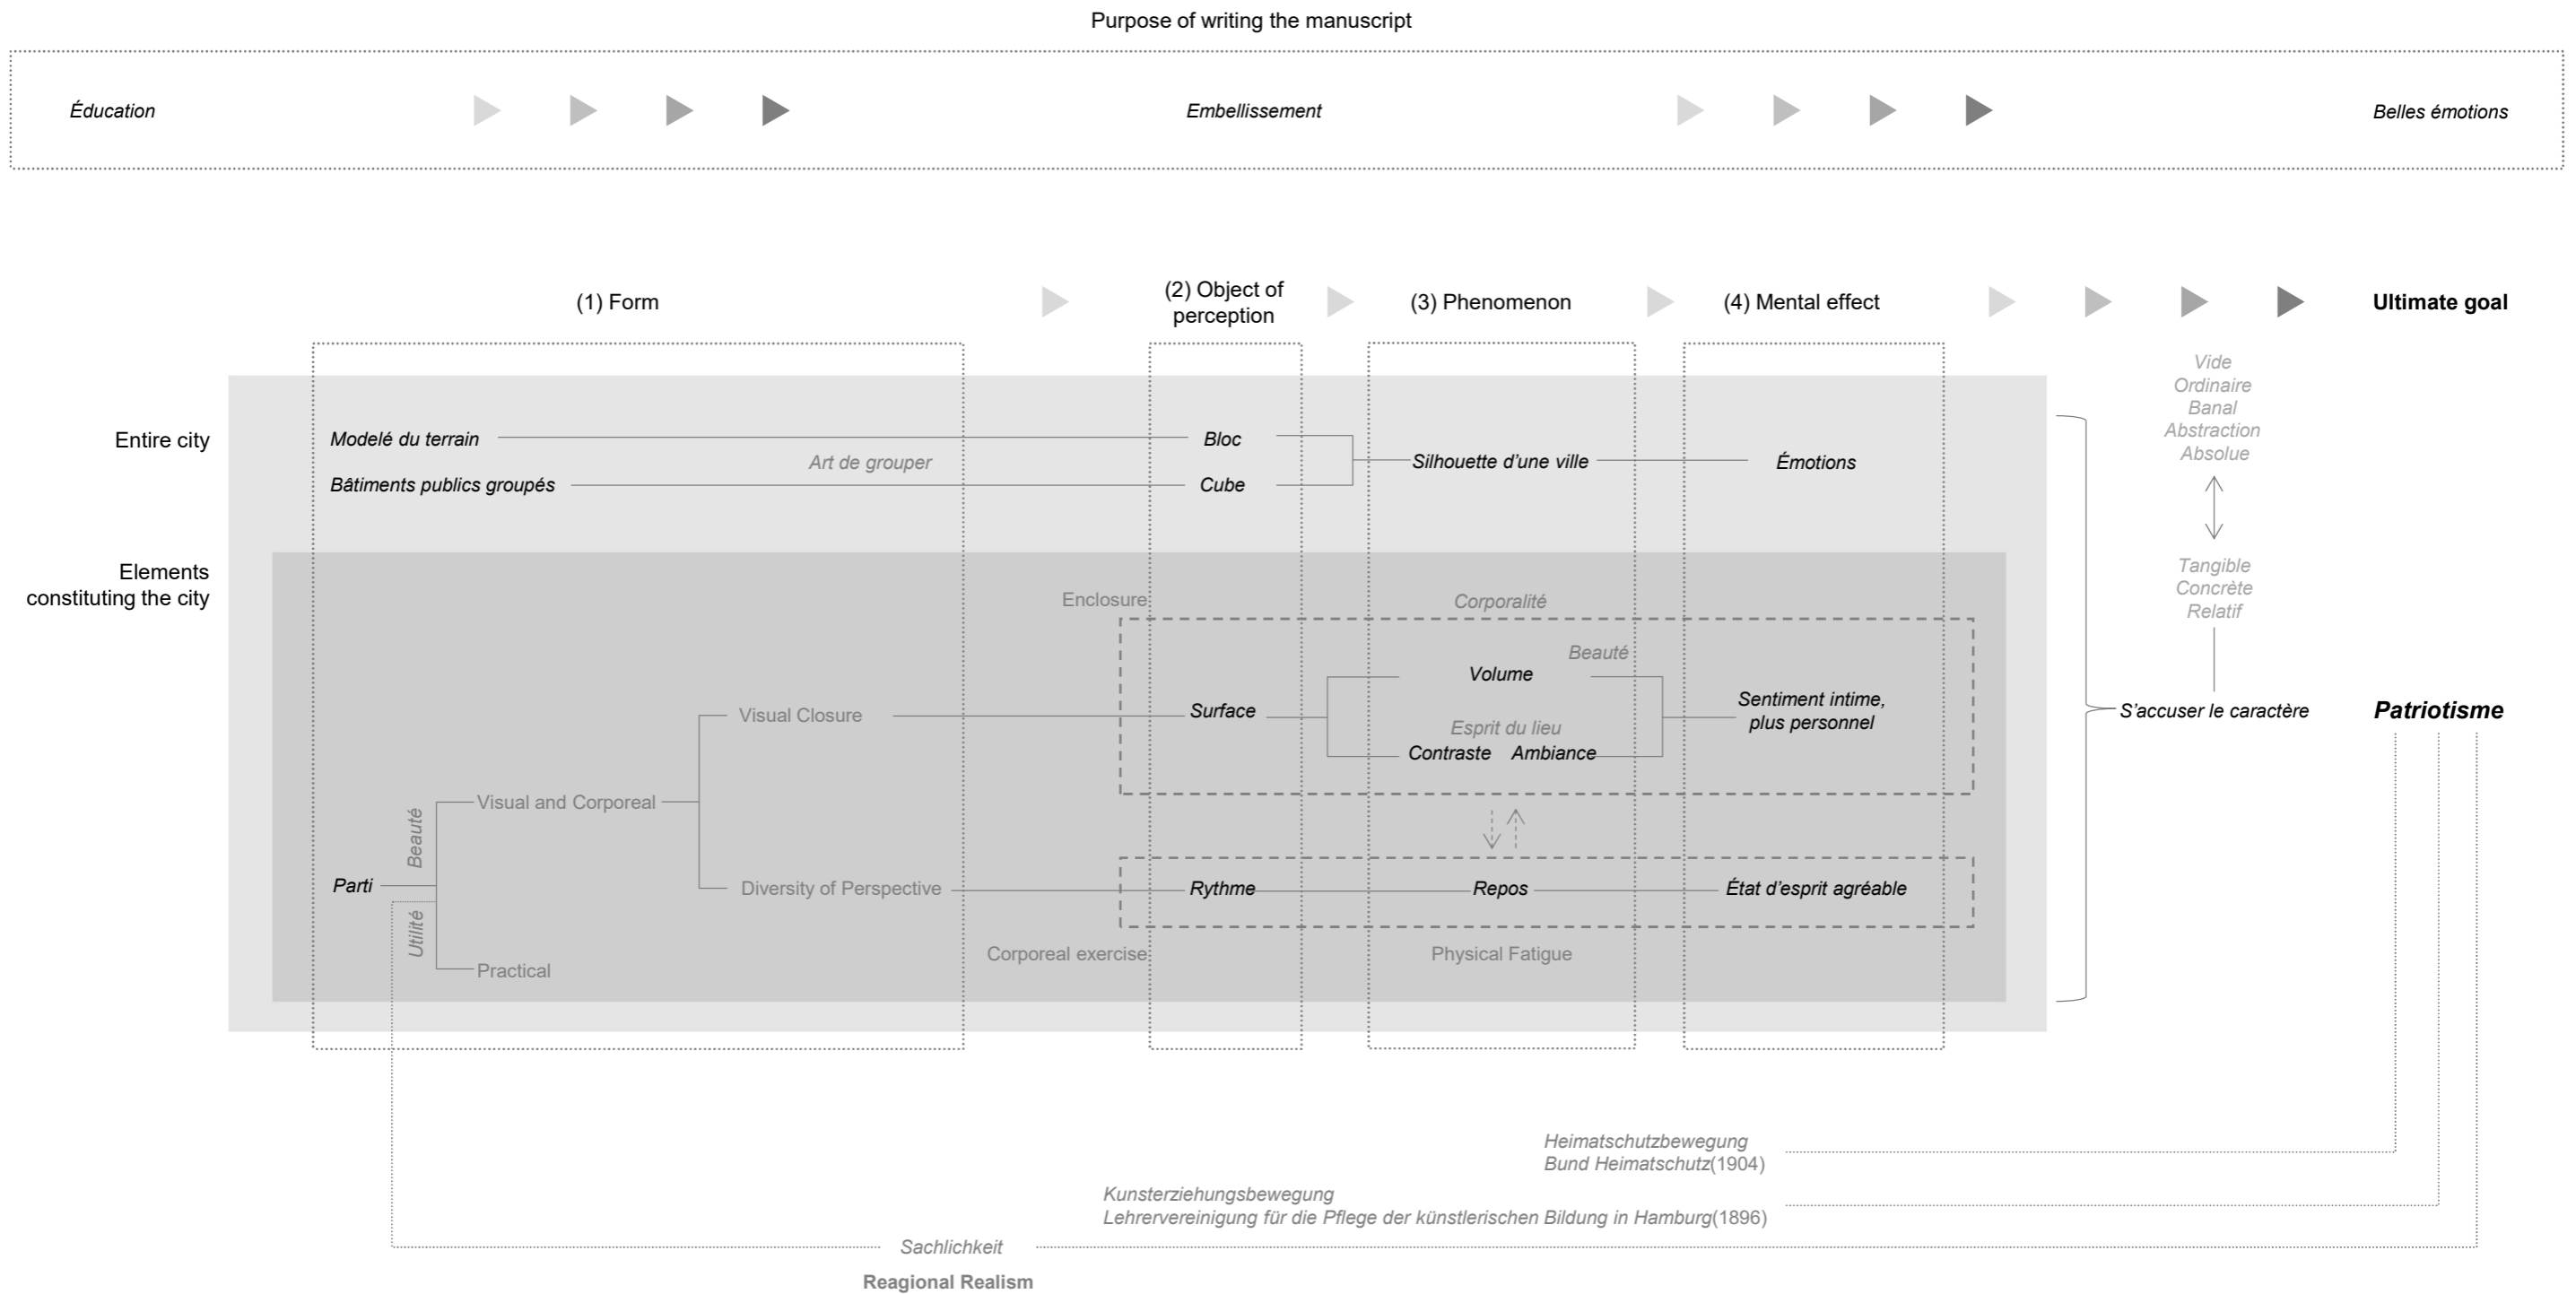 Purpose of writing the manuscript
Éducation
Embellissement
Belles émotions
(1) Form
(2) Object of
perception
(3) Phenomenon
(4) Mental effect
Ultimate goal
Vide
Ordinaire
Banal
Abstraction
Absolue
Entire city
Modelé du terrain
Bloc
Art de grouper
Silhouette d’une ville
Émotions
Bâtiments publics groupés
Cube
Elements
constituting the city
Tangible
Concrète
Relatif
Enclosure
Corporalité
Beauté
Volume
Visual Closure
Surface
Sentiment intime,
plus personnel
Esprit du lieu
Contraste Ambiance
S’accuser le caractère
Patriotisme
Visual and Corporeal
Beauté
Parti
Diversity of Perspective
Rythme
Repos
État d’esprit agréable
Utilité
Practical
Corporeal exercise
Physical Fatigue
Heimatschutzbewegung
Bund Heimatschutz(1904)
Kunsterziehungsbewegung
Lehrervereinigung für die Pflege der künstlerischen Bildung in Hamburg(1896)
Sachlichkeit
Reagional Realism